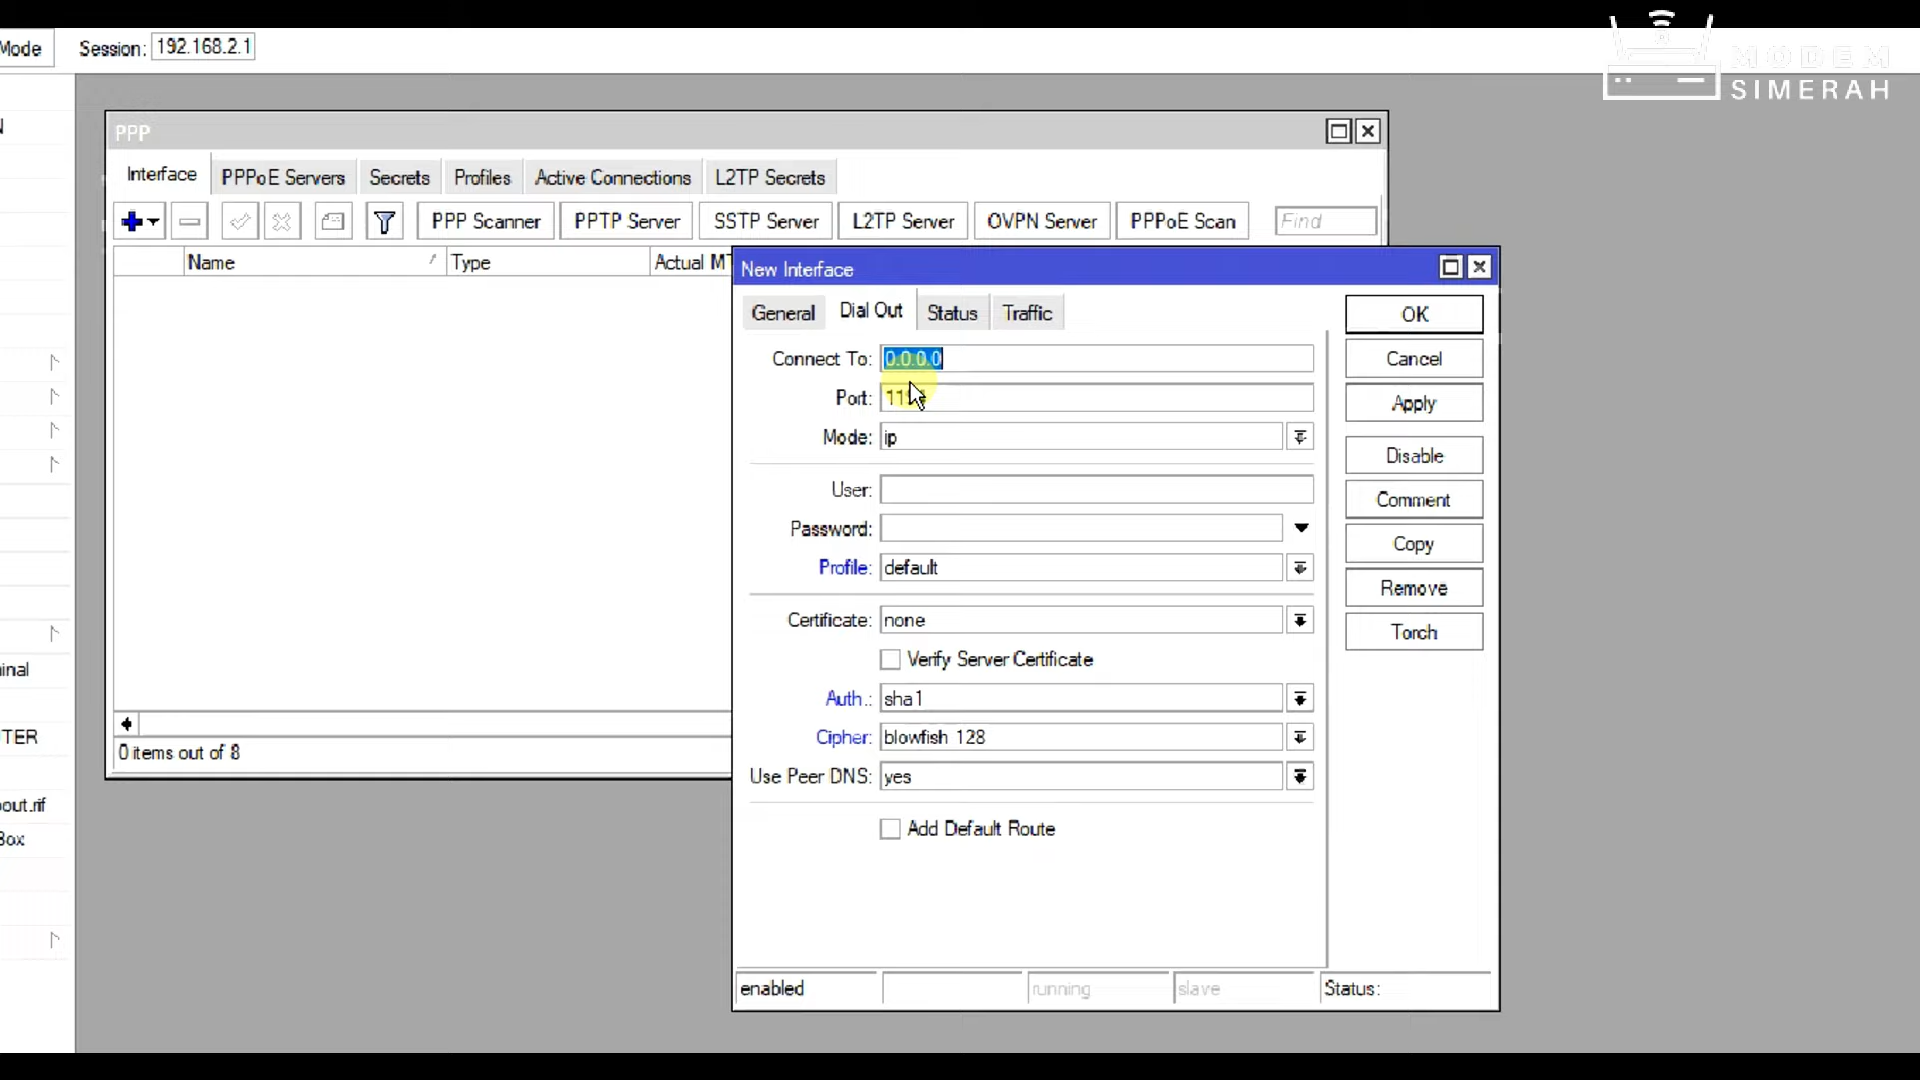 Mode
Session: 192.168.2.1
MODEM
SIMERAH
PPP
Interface PPPoE Servers Secrets Profiles Active Connections L2TP Secrets
PPP Scanner PPTP Server SSTP Server L2TP Server OVPN Server PPPoE Scan Find
Name Type Actual MT
0 items out of 8
inal
TER
out.rif
Box
New Interface
General Dial Out Status Traffic
Connect To: 0.0.0.0
Port:
Mode: ip
User:
Password:
Profile: default
Certificate: none
Verify Server Certificate
Auth.: sha1
Cipher: blowfish 128
Use Peer DNS: yes
Add Default Route
OK
Cancel
Apply
Disable
Comment
Copy
Remove
Torch
enabled running slave Status: